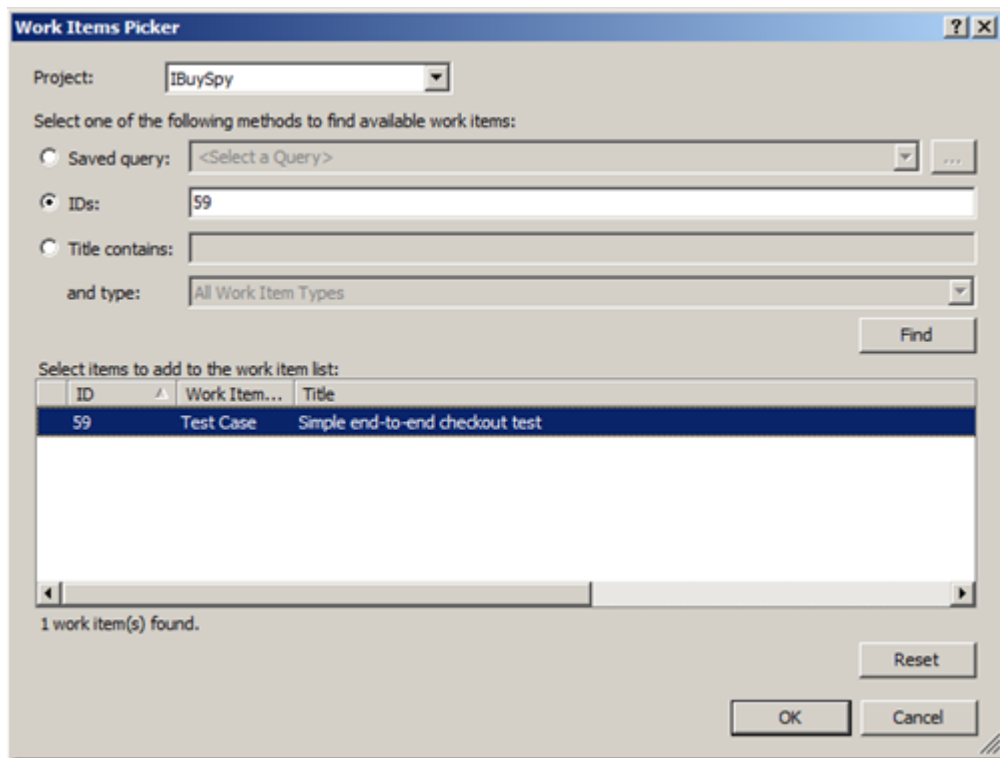 Work Items Picker
Project: IBuySpy
Select one of the following methods to find available work items:
Saved query: <Select a Query> ...
IDs: 59
Title contains:
and type: All Work Item Types
Find
Select items to add to the work item list:
ID Work Item... Title
59 Test Case Simple end-to-end checkout test
1 work item(s) found.
Reset
OK Cancel